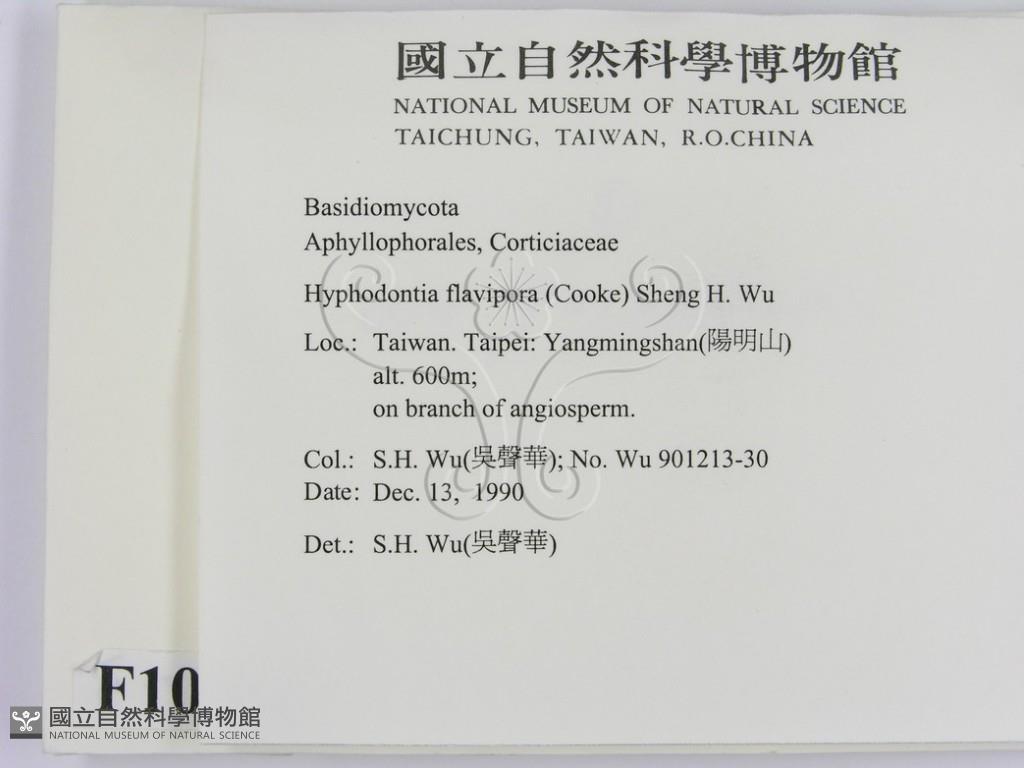 國立自然科學博物館
NATIONAL MUSEUM OF NATURAL SCIENCE
TAICHUNG, TAIWAN, R.O.CHINA
Basidiomycota
Aphyllophorales, Corticiaceae
Hyphodontia flavipora (Cooke) Sheng H. Wu
Loc.: Taiwan. Taipei: Yangmingshan(陽明山)
alt. 600m;
on branch of angiosperm.
Col.: S.H. Wu(吳聲華); No. Wu 901213-30
Date: Dec. 13, 1990
Det.: S.H. Wu(吳聲華)
F10
國立自然科學博物館
NATIONAL MUSEUM OF NATURAL SCIENCE